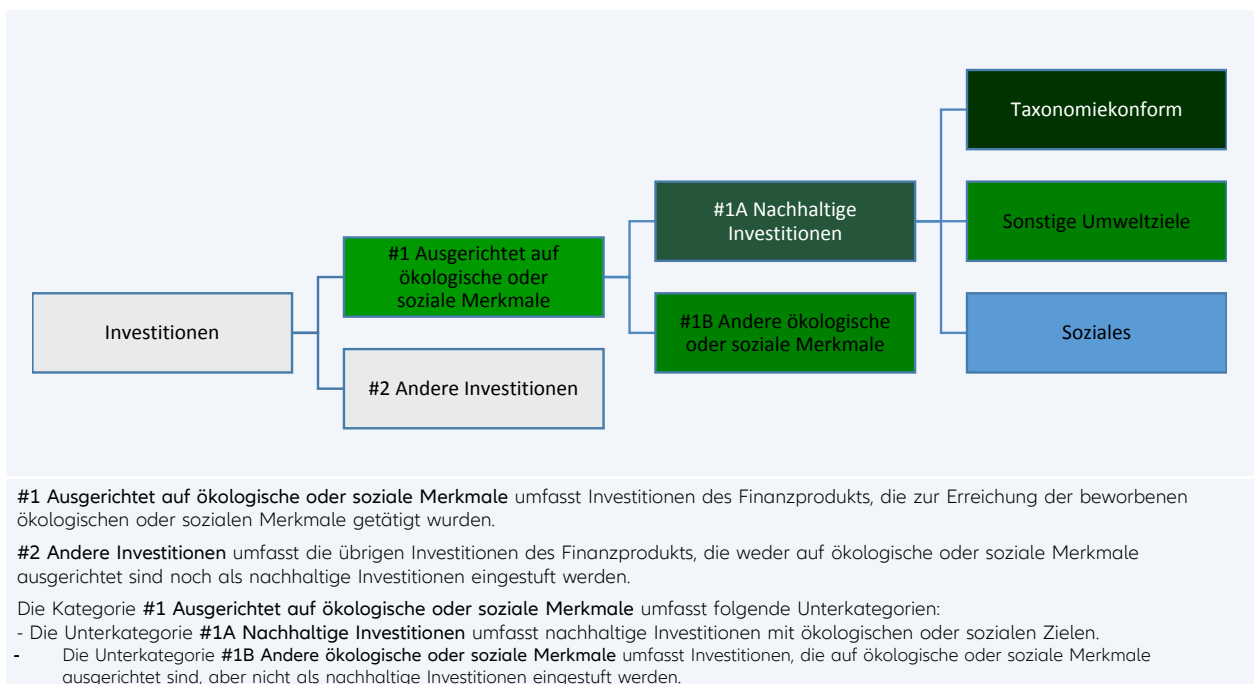 Taxonomiekonform
#1A Nachhaltige
Investitionen
Sonstige Umweltziele
#1 Ausgerichtet auf
ökologische oder
soziale Merkmale
Investitionen
#1B Andere ökologische
oder soziale Merkmale
Soziales
#2 Andere Investitionen
#1 Ausgerichtet auf ökologische oder soziale Merkmale umfasst Investitionen des Finanzprodukts, die zur Erreichung der beworbenen
ökologischen oder sozialen Merkmale getätigt wurden.
#2 Andere Investitionen umfasst die übrigen Investitionen des Finanzprodukts, die weder auf ökologische oder soziale Merkmale
ausgerichtet sind noch als nachhaltige Investitionen eingestuft werden.
Die Kategorie #1 Ausgerichtet auf ökologische oder soziale Merkmale umfasst folgende Unterkategorien:
- Die Unterkategorie #1A Nachhaltige Investitionen umfasst nachhaltige Investitionen mit ökologischen oder sozialen Zielen.
- Die Unterkategorie #1B Andere ökologische oder soziale Merkmale umfasst Investitionen, die auf ökologische oder soziale Merkmale
ausgerichtet sind, aber nicht als nachhaltige Investitionen eingestuft werden.